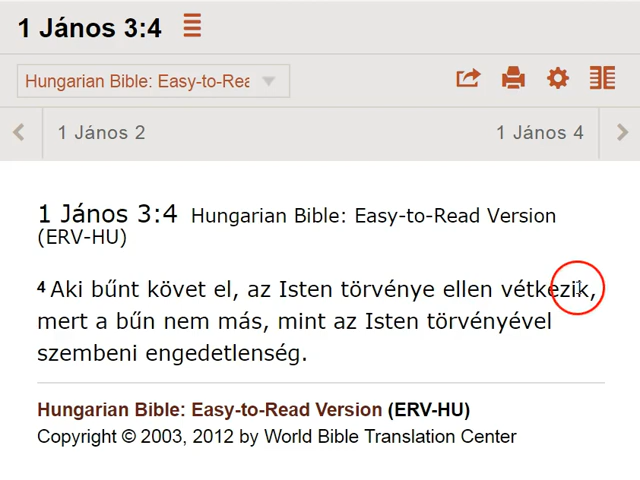 1 János 3:4
Hungarian Bible: Easy-to-Rea
1 János 2
1 János 4
1 János 3:4 Hungarian Bible: Easy-to-Read Version
(ERV-HU)
4 Aki bűnt követ el, az Isten törvénye ellen vétkezik,
mert a bűn nem más, mint az Isten törvényével
szembeni engedetlenség.
Hungarian Bible: Easy-to-Read Version (ERV-HU)
Copyright © 2003, 2012 by World Bible Translation Center